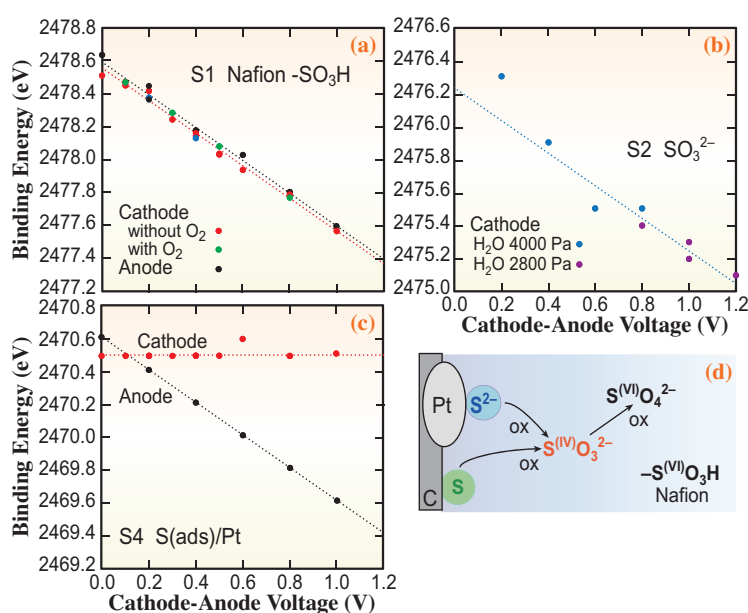 (a)
S1 Nafion -SO₃H
Binding Energy (eV)
2478.8
2478.6
2478.4
2478.2
2478.0
2477.8
2477.6
2477.4
2477.2
Cathode
without O₂
with O₂
Anode
(b)
S2 SO₃²⁻
Binding Energy (eV)
2476.6
2476.4
2476.2
2476.0
2475.8
2475.6
2475.4
2475.2
2475.0
Cathode
H₂O 4000 Pa
H₂O 2800 Pa
0.0 0.2 0.4 0.6 0.8 1.0 1.2
Cathode-Anode Voltage (V)
(c)
Binding Energy (eV)
2470.8
2470.6
2470.4
2470.2
2470.0
2469.8
2469.6
2469.4
2469.2
Cathode
Anode
S4 S(ads)/Pt
0.0 0.2 0.4 0.6 0.8 1.0 1.2
Cathode-Anode Voltage (V)
(d)
Pt
S²⁻
S⁽ⱽᴵ⁾O₄²⁻
ox
ox
S⁽ᴵⱽ⁾O₃²⁻
ox
S
C
–S⁽ⱽᴵ⁾O₃H
Nafion